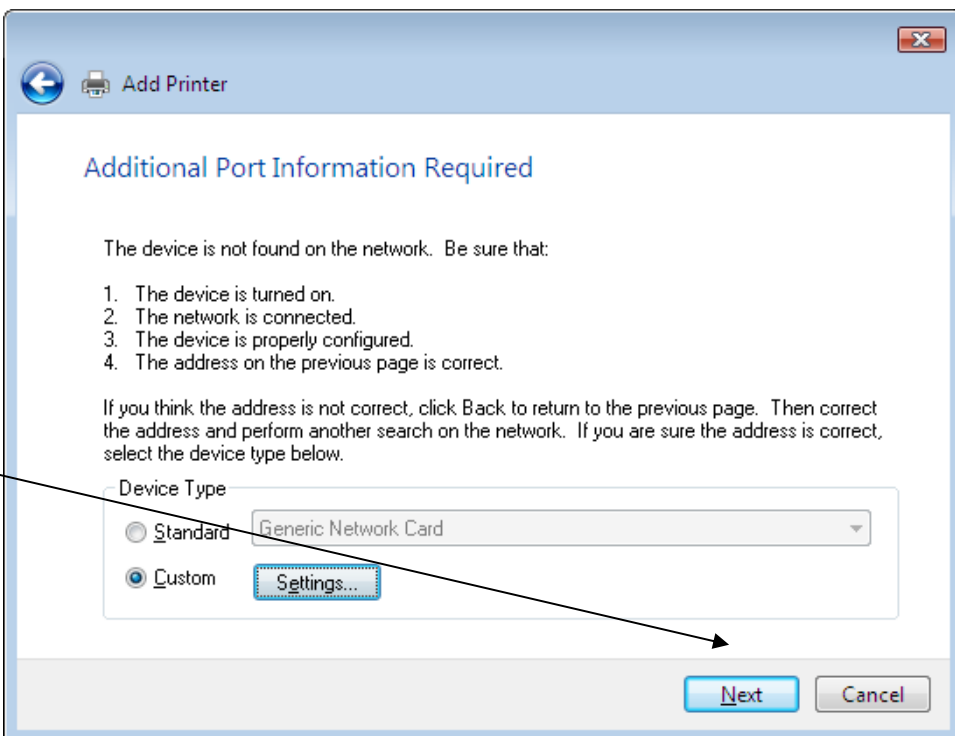 Add Printer
Additional Port Information Required
The device is not found on the network. Be sure that:
1. The device is turned on.
2. The network is connected.
3. The device is properly configured.
4. The address on the previous page is correct.
If you think the address is not correct, click Back to return to the previous page. Then correct
the address and perform another search on the network. If you are sure the address is correct,
select the device type below.
Device Type
Standard Generic Network Card
Custom Settings...
Next Cancel